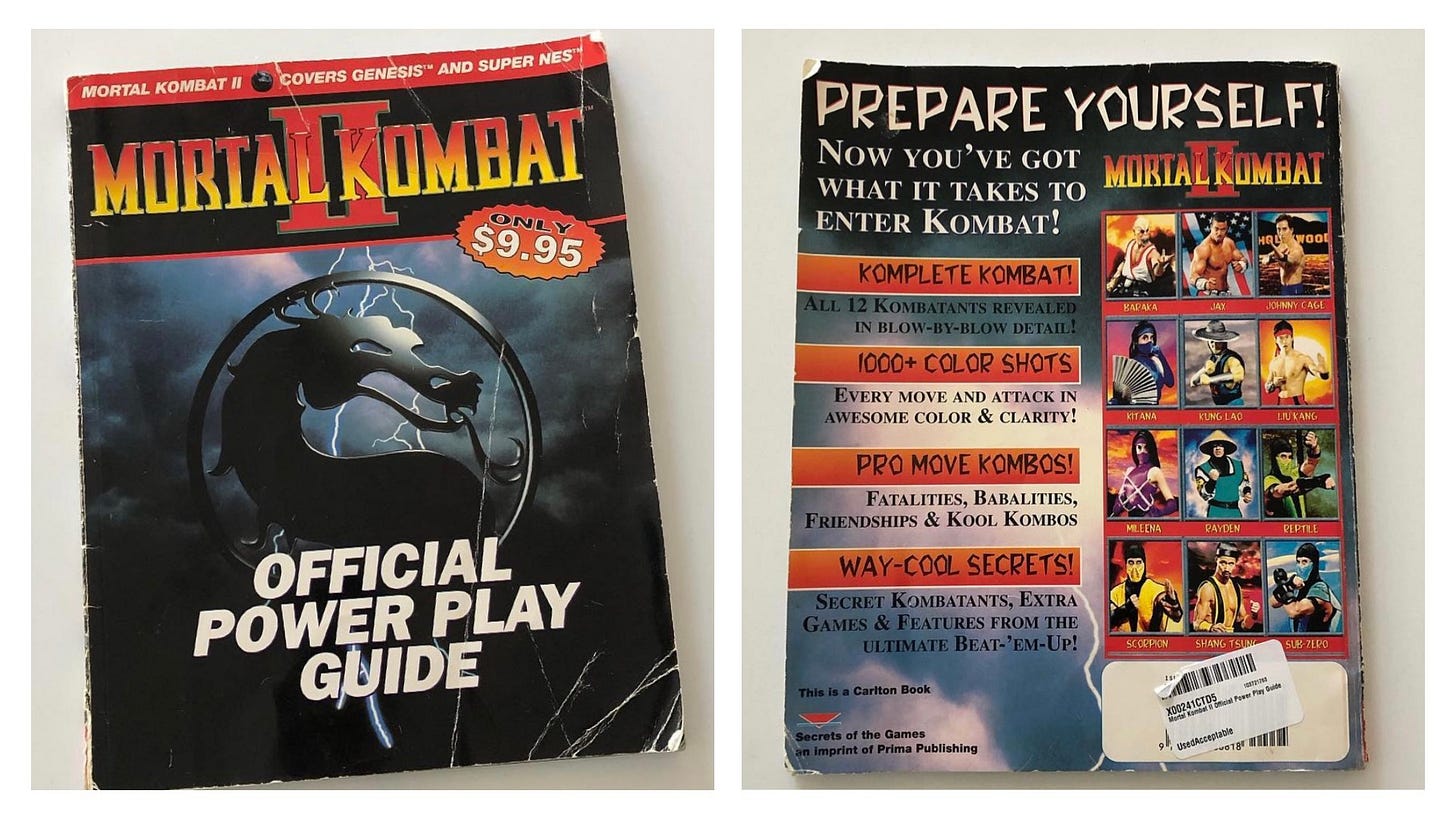 MORTAL KOMBAT II COVERS GENESIS™ AND SUPER NES™
MORTAL KOMBAT™
II
ONLY
$9.95
OFFICIAL
POWER PLAY
GUIDE
PREPARE YOURSELF!
NOW YOU'VE GOT
WHAT IT TAKES TO
ENTER KOMBAT!
MORTAL KOMBAT
II
KOMPLETE KOMBAT!
ALL 12 KOMBATANTS REVEALED
IN BLOW-BY-BLOW DETAIL!
1000+ COLOR SHOTS
EVERY MOVE AND ATTACK IN
AWESOME COLOR & CLARITY!
PRO MOVE KOMBOS!
FATALITIES, BABALITIES,
FRIENDSHIPS & KOOL KOMBOS
WAY-COOL SECRETS!
SECRET KOMBATANTS, EXTRA
GAMES & FEATURES FROM THE
ULTIMATE BEAT-'EM-UP!
This is a Carlton Book
Secrets of the Games
an imprint of Prima Publishing
HOLLYWOOD
BARAKA JAX JOHNNY CAGE
KITANA KUNG LAO LIU KANG
MILEENA RAYDEN REPTILE
SCORPION SHANG TSUNG SUB-ZERO
X00241CTD5
Mortal Kombat II Official Power Play Guide
UsedAcceptable